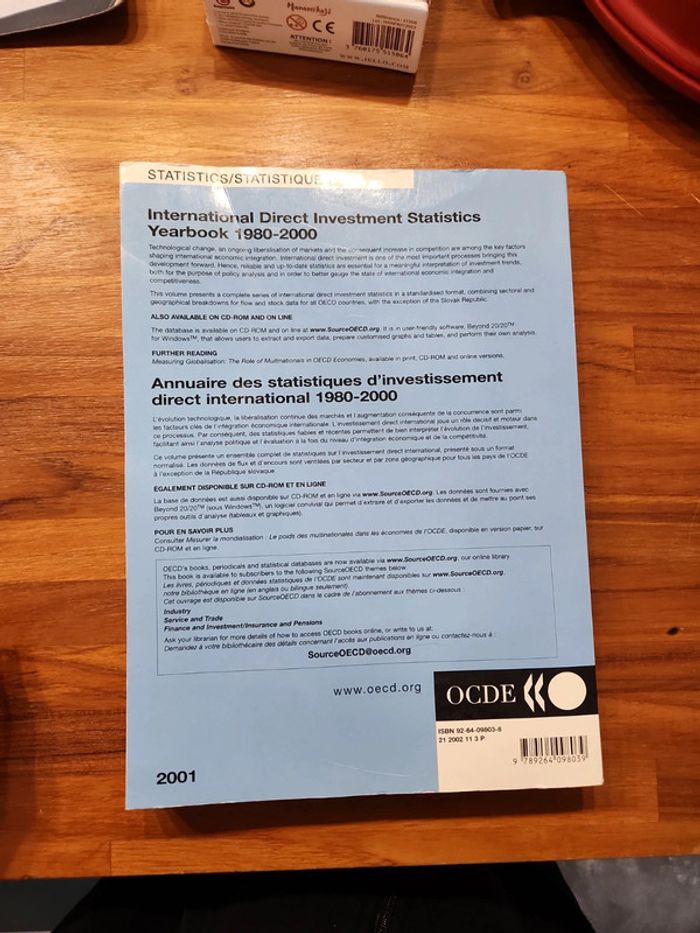 Hanamikoji
ATTENTION !
CE
3 760175 515064
WWW.IELLO.COM
STATISTICS/STATISTIQUE
International Direct Investment Statistics
Yearbook 1980-2000
Technological change, an ongoing liberalisation of markets and the consequent increase in competition are among the key factors
shaping international economic integration. International direct investment is one of the most important processes bringing this
development forward. Hence, reliable and up-to-date statistics are essential for a meaningful interpretation of investment trends,
both for the purpose of policy analysis and in order to better gauge the state of international economic integration and
competitiveness.
This volume presents a complete series of international direct investment statistics in a standardised format, combining sectoral and
geographical breakdowns for flow and stock data for all OECD countries, with the exception of the Slovak Republic.
ALSO AVAILABLE ON CD-ROM AND ON LINE
The database is available on CD-ROM and on line at www.SourceOECD.org. It is in user-friendly software, Beyond 20/20™
for Windows™, that allows users to extract and export data, prepare customised graphs and tables, and perform their own analysis.
FURTHER READING
Measuring Globalisation: The Role of Multinationals in OECD Economies, available in print, CD-ROM and online versions.
Annuaire des statistiques d'investissement
direct international 1980-2000
L'évolution technologique, la libéralisation continue des marchés et l'augmentation conséquente de la concurrence sont parmi
les facteurs clés de l'intégration économique internationale. L'investissement direct international joue un rôle décisif et moteur dans
ce processus. Par conséquent, des statistiques fiables et récentes permettent de bien interpréter l'évolution de l'investissement,
facilitant ainsi l'analyse politique et l'évaluation à la fois du niveau d'intégration économique et de la compétitivité.
Ce volume présente un ensemble complet de statistiques sur l'investissement direct international, présenté sous un format
normalisé. Les données de flux et d'encours sont ventilées par secteur et par zone géographique pour tous les pays de l'OCDE
à l'exception de la République slovaque.
ÉGALEMENT DISPONIBLE SUR CD-ROM ET EN LIGNE
La base de données est aussi disponible sur CD-ROM et en ligne via www.SourceOECD.org. Les données sont fournies avec
Beyond 20/20™ (sous Windows™), un logiciel convivial qui permet d'extraire et d'exporter les données et de mettre au point ses
propres outils d'analyse (tableaux et graphiques).
POUR EN SAVOIR PLUS
Consulter Mesurer la mondialisation : Le poids des multinationales dans les économies de l'OCDE, disponible en version papier, sur
CD-ROM et en ligne.
OECD's books, periodicals and statistical databases are now available via www.SourceOECD.org, our online library.
This book is available to subscribers to the following SourceOECD themes below.
Les livres, périodiques et données statistiques de l'OCDE sont maintenant disponibles sur www.SourceOECD.org,
notre bibliothèque en ligne (en anglais ou bilingue seulement).
Cet ouvrage est disponible sur SourceOECD dans le cadre de l'abonnement aux thèmes ci-dessous :
Industry
Service and Trade
Finance and Investment/Insurance and Pensions
Ask your librarian for more details of how to access OECD books online, or write to us at:
Demandez à votre bibliothécaire des détails concernant l'accès aux publications en ligne ou contactez-nous à :
SourceOECD@oecd.org
www.oecd.org
OCDE
ISBN 92-64-09803-8
21 2002 11 3 P
9 789264 098039
2001